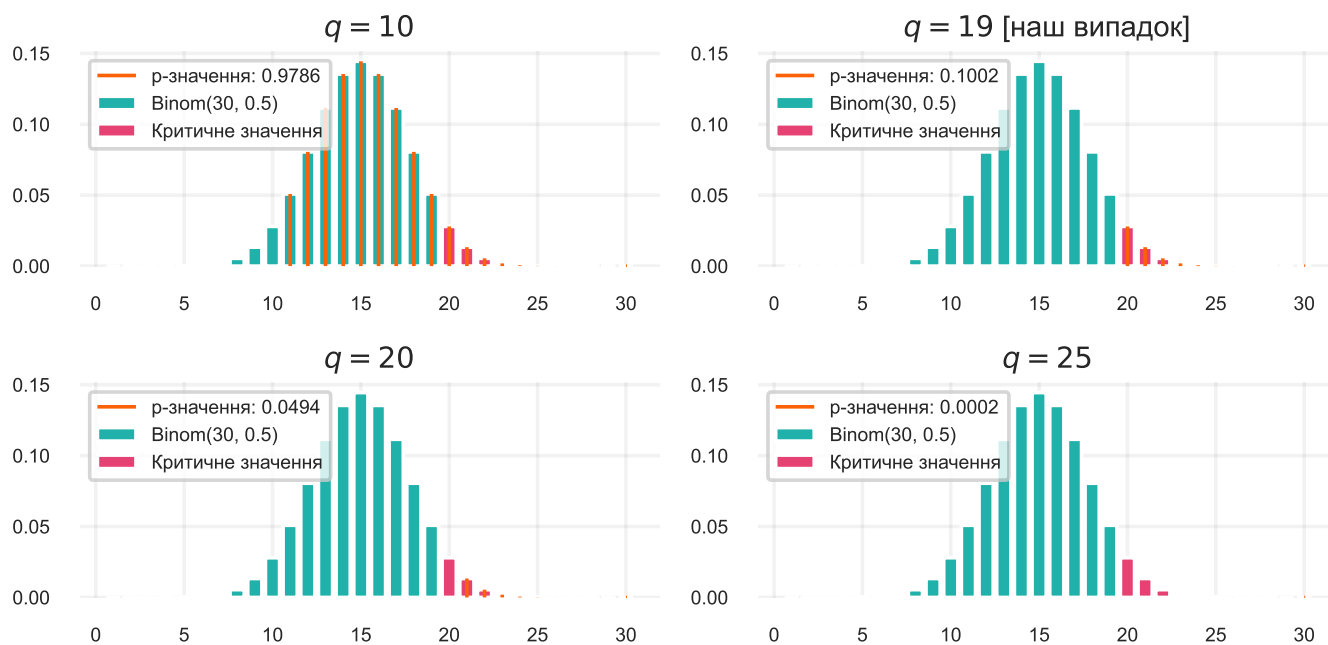 q = 10
0.15
0.10
0.05
0.00
p-значення: 0.9786
Binom(30, 0.5)
Критичне значення
0 5 10 15 20 25 30
q = 19 [наш випадок]
0.15
0.10
0.05
0.00
p-значення: 0.1002
Binom(30, 0.5)
Критичне значення
0 5 10 15 20 25 30
q = 20
0.15
0.10
0.05
0.00
p-значення: 0.0494
Binom(30, 0.5)
Критичне значення
0 5 10 15 20 25 30
q = 25
0.15
0.10
0.05
0.00
p-значення: 0.0002
Binom(30, 0.5)
Критичне значення
0 5 10 15 20 25 30